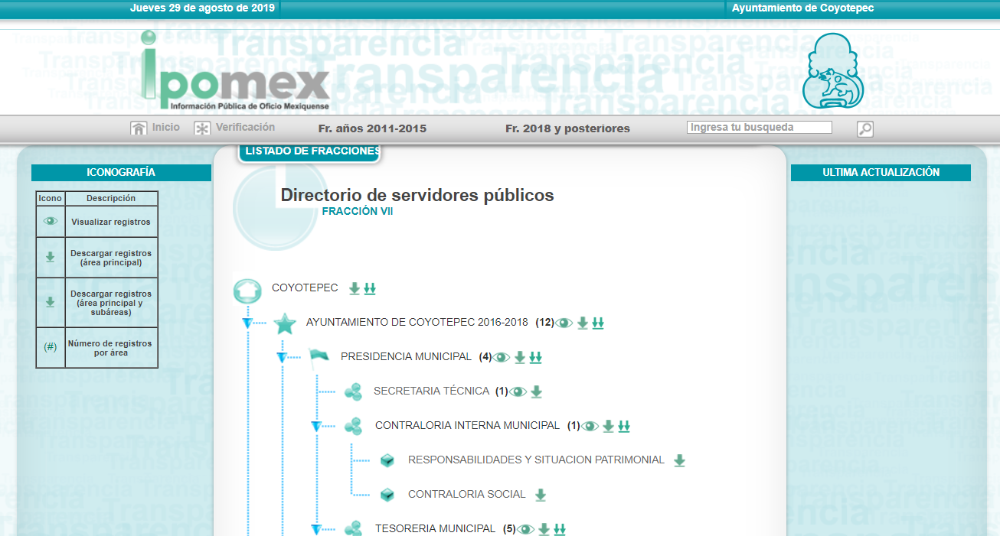 Jueves 29 de agosto de 2019
Ayuntamiento de Coyotepec
ipomex
Información Pública de Oficio Mexiquense
Inicio
Verificación
Fr. años 2011-2015
Fr. 2018 y posteriores
Ingresa tu busqueda
ICONOGRAFÍA
Icono Descripción
Visualizar registros
Descargar registros
(área principal)
Descargar registros
(área principal y
subáreas)
(#) Número de registros
por área
LISTADO DE FRACCIONES
Directorio de servidores públicos
FRACCIÓN VII
COYOTEPEC
AYUNTAMIENTO DE COYOTEPEC 2016-2018 (12)
PRESIDENCIA MUNICIPAL (4)
SECRETARIA TÉCNICA (1)
CONTRALORIA INTERNA MUNICIPAL (1)
RESPONSABILIDADES Y SITUACION PATRIMONIAL
CONTRALORIA SOCIAL
TESORERIA MUNICIPAL (5)
ULTIMA ACTUALIZACIÓN